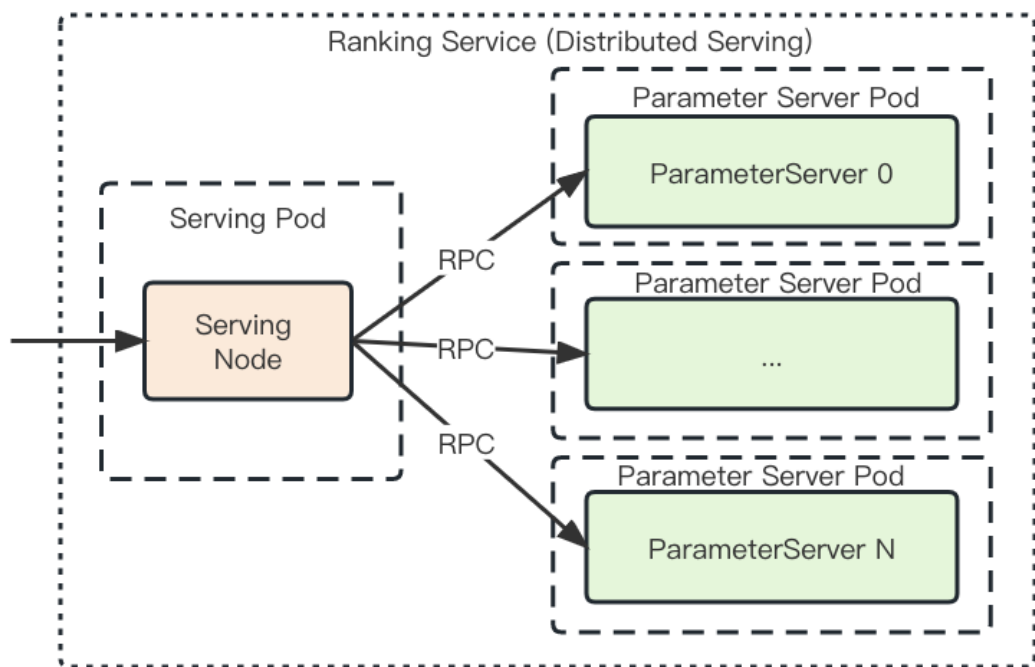 Ranking Service (Distributed Serving)
Parameter Server Pod
ParameterServer 0
Serving Pod
RPC
Parameter Server Pod
Serving
Node
RPC
...
RPC
Parameter Server Pod
ParameterServer N